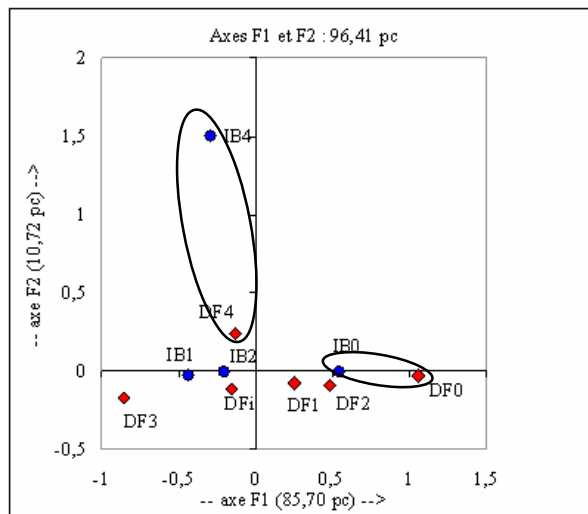 Axes F1 et F2 : 96,41 pc
2
1,5
IB4
1
0,5
DF4
IB1
IB2
IB0
0
DF3
DFi
DF1
DF2
DF0
-0,5
-1
-0,5
0
0,5
1
1,5
-- axe F2 (10,72 pc) -->
-- axe F1 (85,70 pc) -->